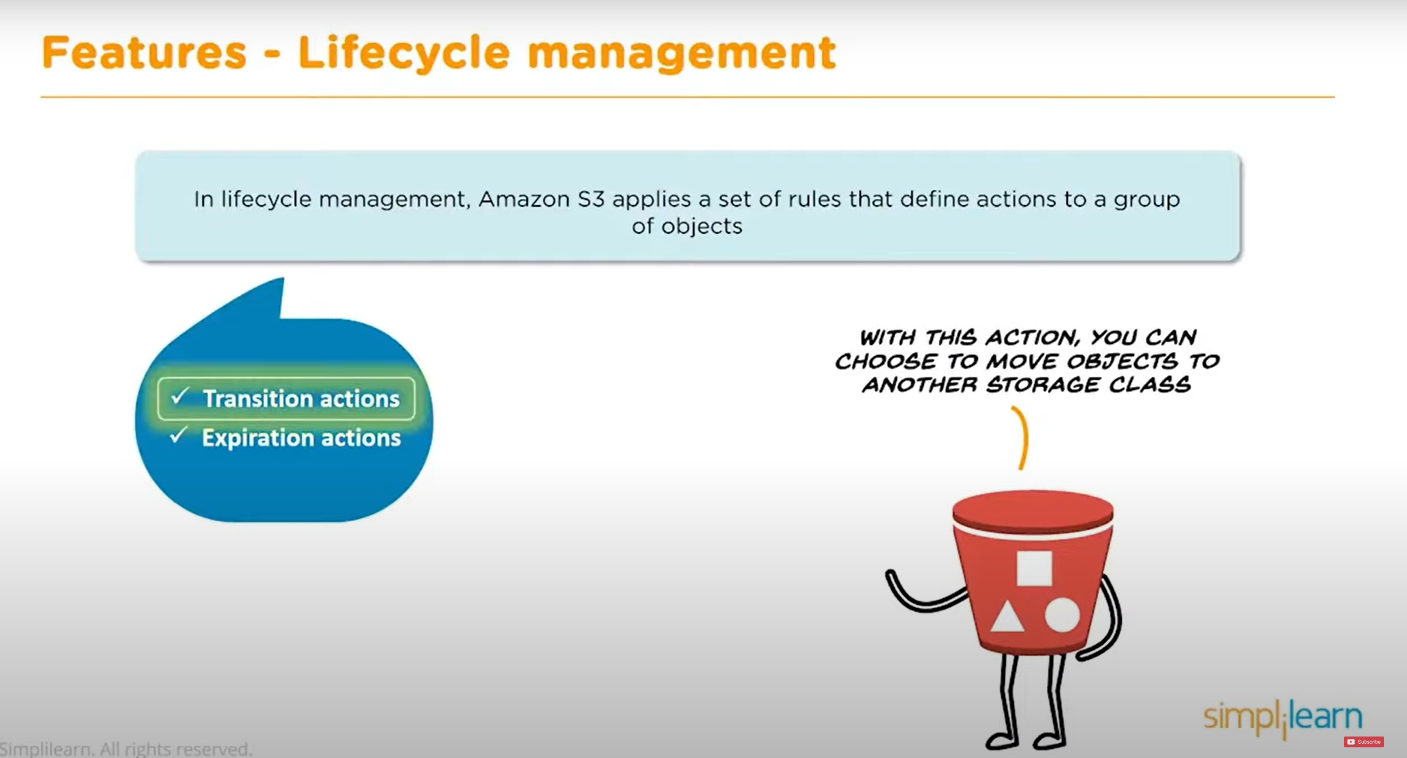 Features - Lifecycle management
In lifecycle management, Amazon S3 applies a set of rules that define actions to a group
of objects
✓ Transition actions
✓ Expiration actions
WITH THIS ACTION, YOU CAN
CHOOSE TO MOVE OBJECTS TO
ANOTHER STORAGE CLASS
simplilearn
Subscribe
Simplilearn. All rights reserved.